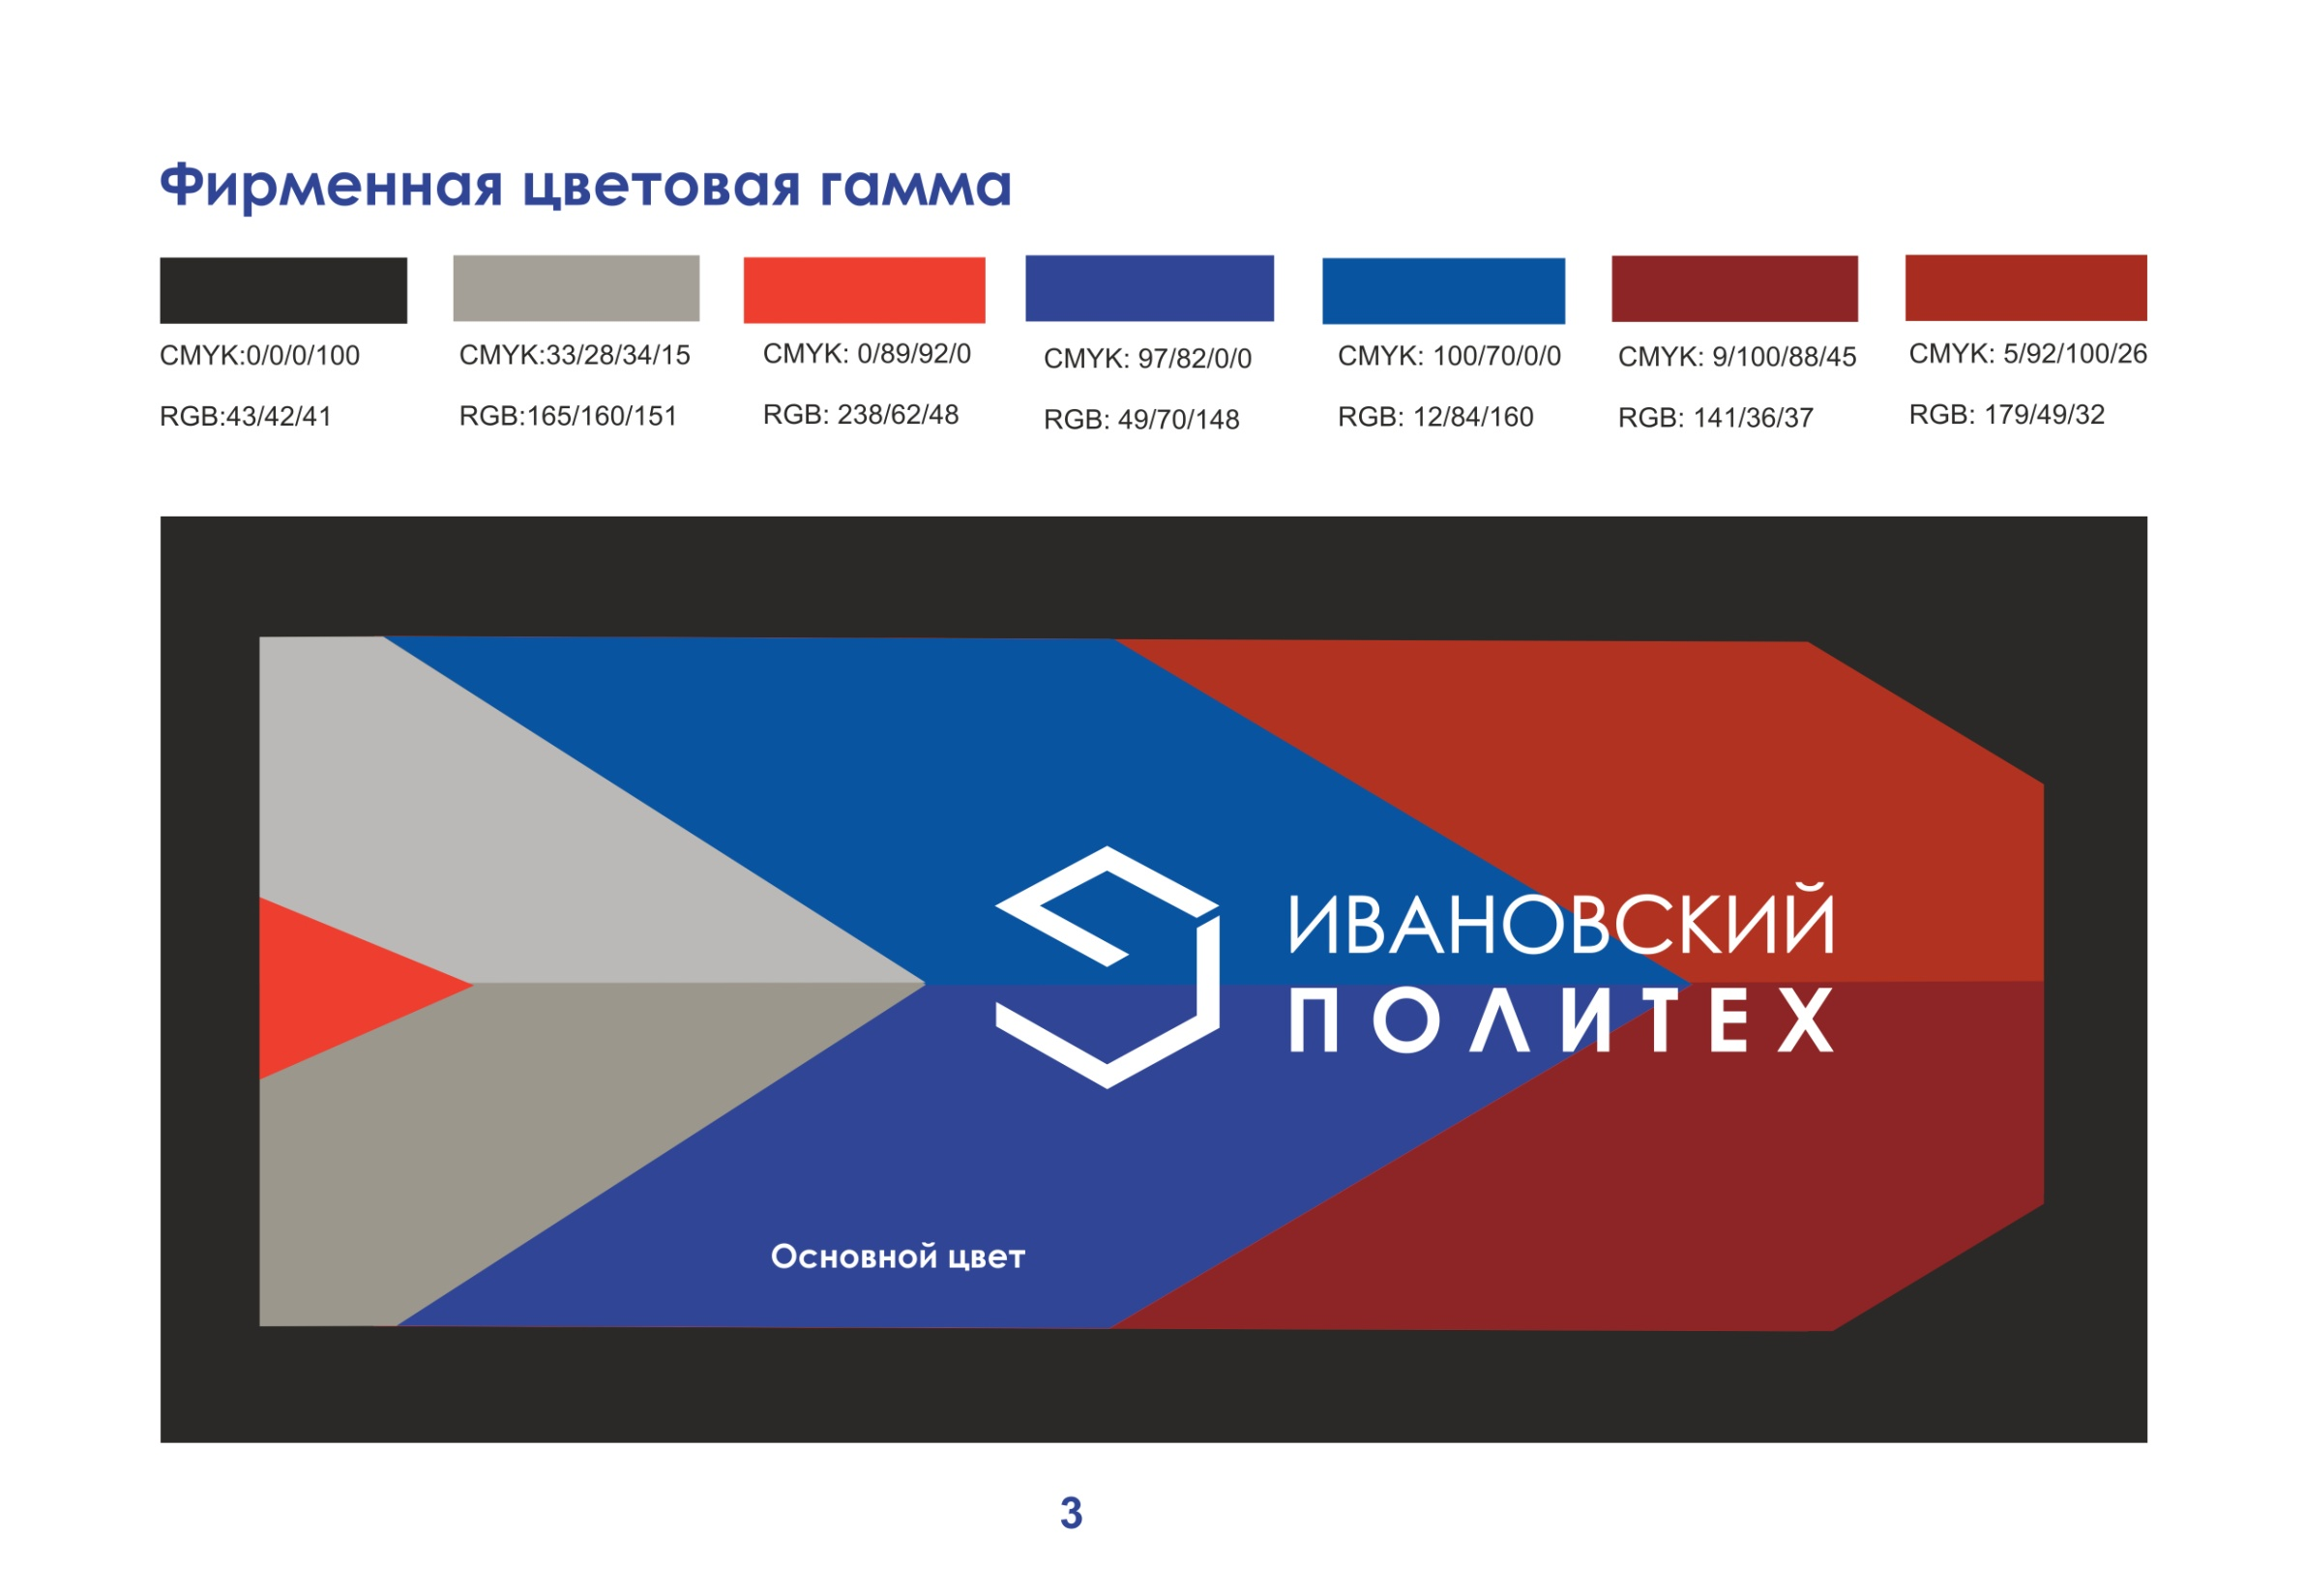 Фирменная цветовая гамма
CMYK:0/0/0/100
RGB:43/42/41
CMYK:33/28/34/15
RGB:165/160/151
CMYK: 0/89/92/0
RGB: 238/62/48
CMYK: 97/82/0/0
RGB: 49/70/148
CMYK: 100/70/0/0
RGB: 12/84/160
CMYK: 9/100/88/45
RGB: 141/36/37
CMYK: 5/92/100/26
RGB: 179/49/32
ИВАНОВСКИЙ
ПОЛИТЕХ
Основной цвет
3